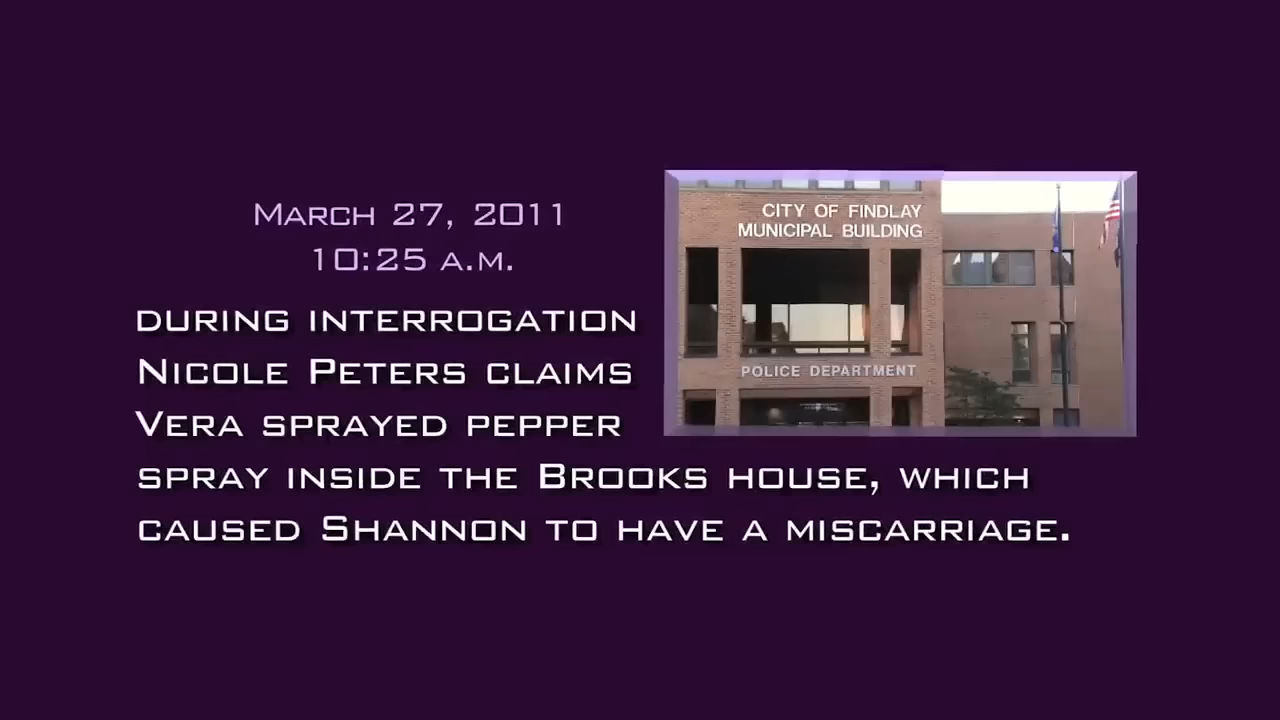 March 27, 2011
10:25 a.m.
during interrogation
Nicole Peters claims
Vera sprayed pepper
spray inside the Brooks house, which
caused Shannon to have a miscarriage.
CITY OF FINDLAY
MUNICIPAL BUILDING
POLICE DEPARTMENT